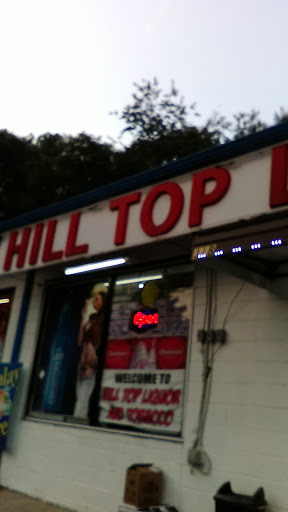 HILL TOP L
Open
WELCOME TO
HILL TOP LIQUOR
AND TOBACCO